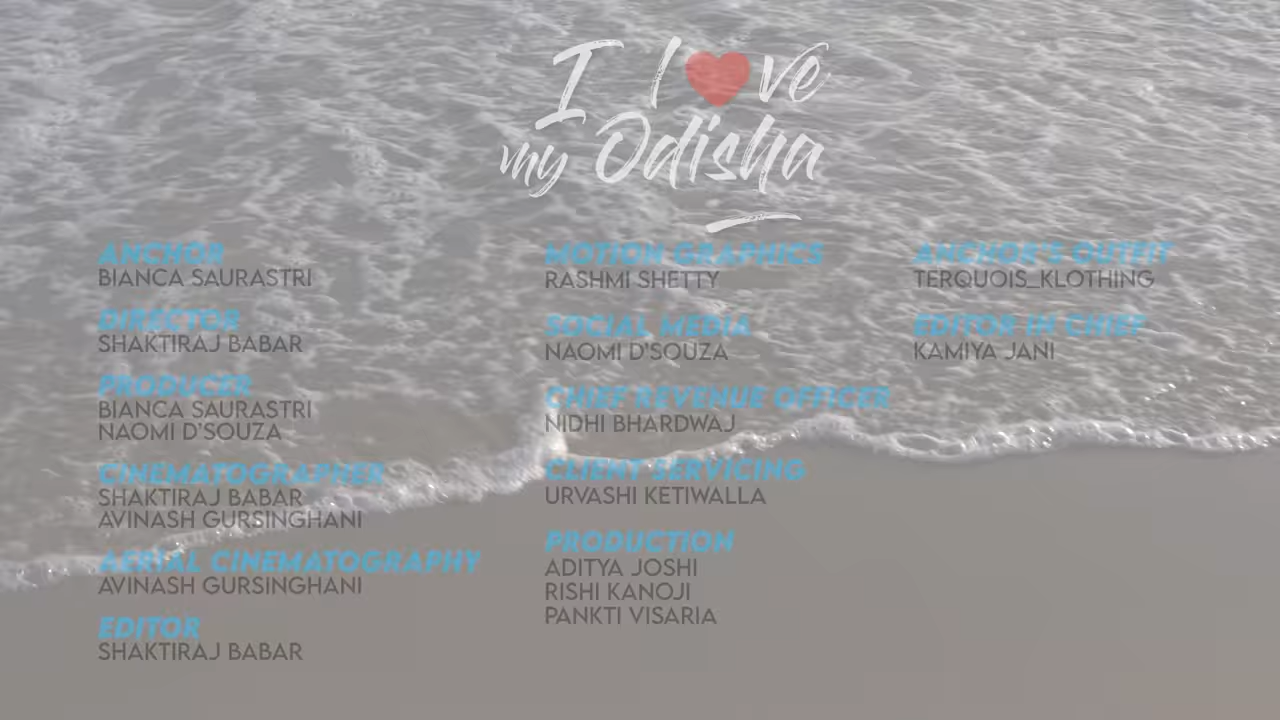 I l❤ve
my Odisha
ANCHOR
BIANCA SAURASTRI
DIRECTOR
SHAKTIRAJ BABAR
PRODUCER
BIANCA SAURASTRI
NAOMI D'SOUZA
CINEMATOGRAPHER
SHAKTIRAJ BABAR
AVINASH GURSINGHANI
AERIAL CINEMATOGRAPHY
AVINASH GURSINGHANI
EDITOR
SHAKTIRAJ BABAR
MOTION GRAPHICS
RASHMI SHETTY
SOCIAL MEDIA
NAOMI D'SOUZA
CHIEF REVENUE OFFICER
NIDHI BHARDWAJ
CLIENT SERVICING
URVASHI KETIWALLA
PRODUCTION
ADITYA JOSHI
RISHI KANOJI
PANKTI VISARIA
ANCHOR'S OUTFIT
TERQUOIS_KLOTHING
EDITOR IN CHIEF
KAMIYA JANI